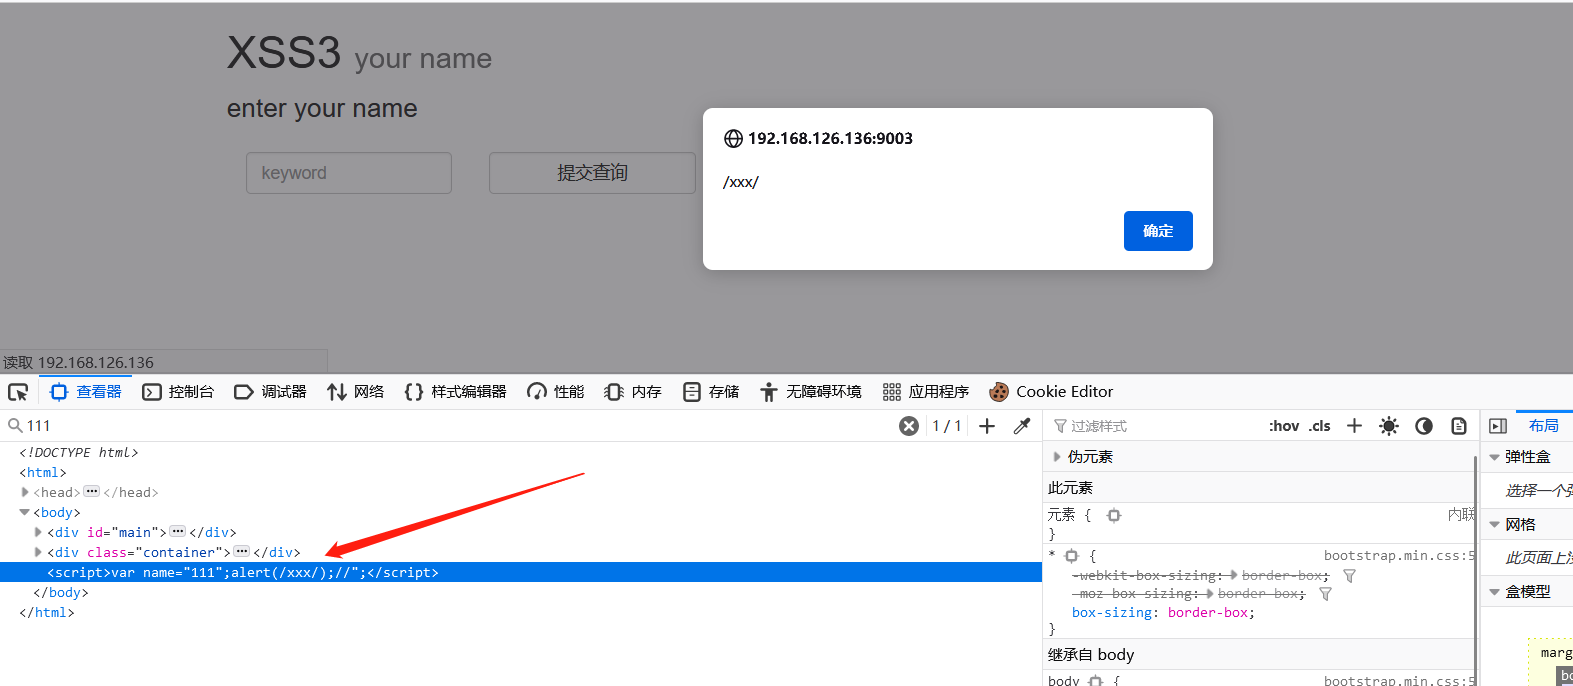 XSS3 your name
enter your name
keyword
提交查询
192.168.126.136:9003
/xxx/
确定
读取 192.168.126.136
查看器 控制台 调试器 网络 {} 样式编辑器 性能 内存 存储 无障碍环境 应用程序 Cookie Editor
111
1 / 1
<!DOCTYPE html>
<html>
<head>···</head>
<body>
<div id="main">···</div>
<div class="container">···</div>
<script>var name="111";alert(/xxx/);//";</script>
</body>
</html>
过滤样式
:hov .cls +
伪元素
此元素
元素 {
内联
}
* {
bootstrap.min.css:5
-webkit-box-sizing: border-box;
-moz-box-sizing: border-box;
box-sizing: border-box;
}
继承自 body
body {
bootstrap.min.css:5
布局
弹性盒
选择一个
网格
此页面上
盒模型
marg
bo